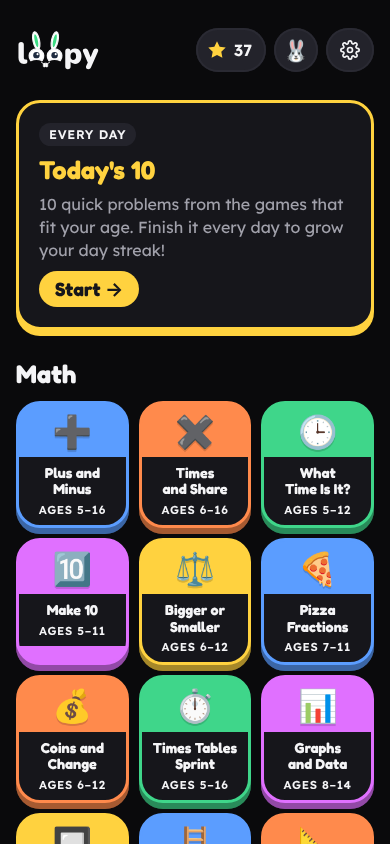 loopy
37
EVERY DAY
Today's 10
10 quick problems from the games that
fit your age. Finish it every day to grow
your day streak!
Start →
Math
Plus and
Minus
AGES 5–16
Times
and Share
AGES 6–16
What
Time Is It?
AGES 5–12
10
Make 10
AGES 5–11
Bigger or
Smaller
AGES 6–12
Pizza
Fractions
AGES 7–11
Coins and
Change
AGES 6–12
Times Tables
Sprint
AGES 5–16
Graphs
and Data
AGES 8–14